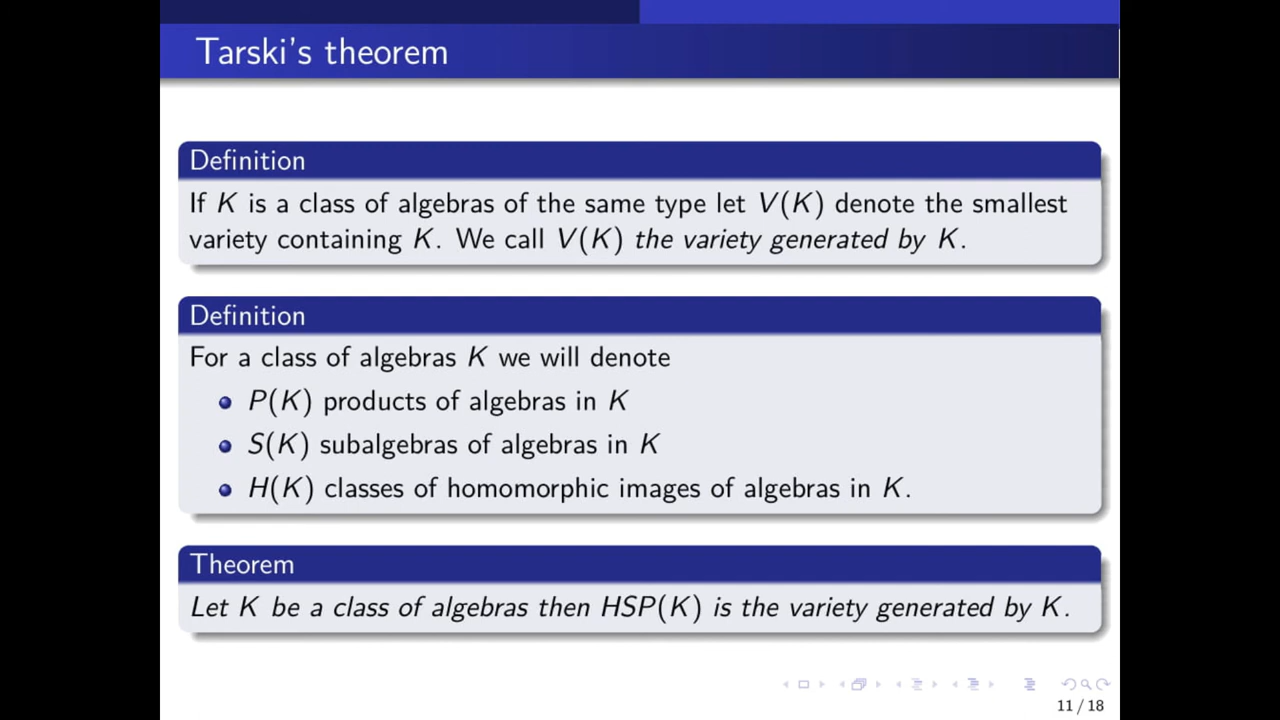 Tarski's theorem
Definition
If K is a class of algebras of the same type let V(K) denote the smallest
variety containing K. We call V(K) the variety generated by K.
Definition
For a class of algebras K we will denote
P(K) products of algebras in K
S(K) subalgebras of algebras in K
H(K) classes of homomorphic images of algebras in K.
Theorem
Let K be a class of algebras then HSP(K) is the variety generated by K.
11 / 18